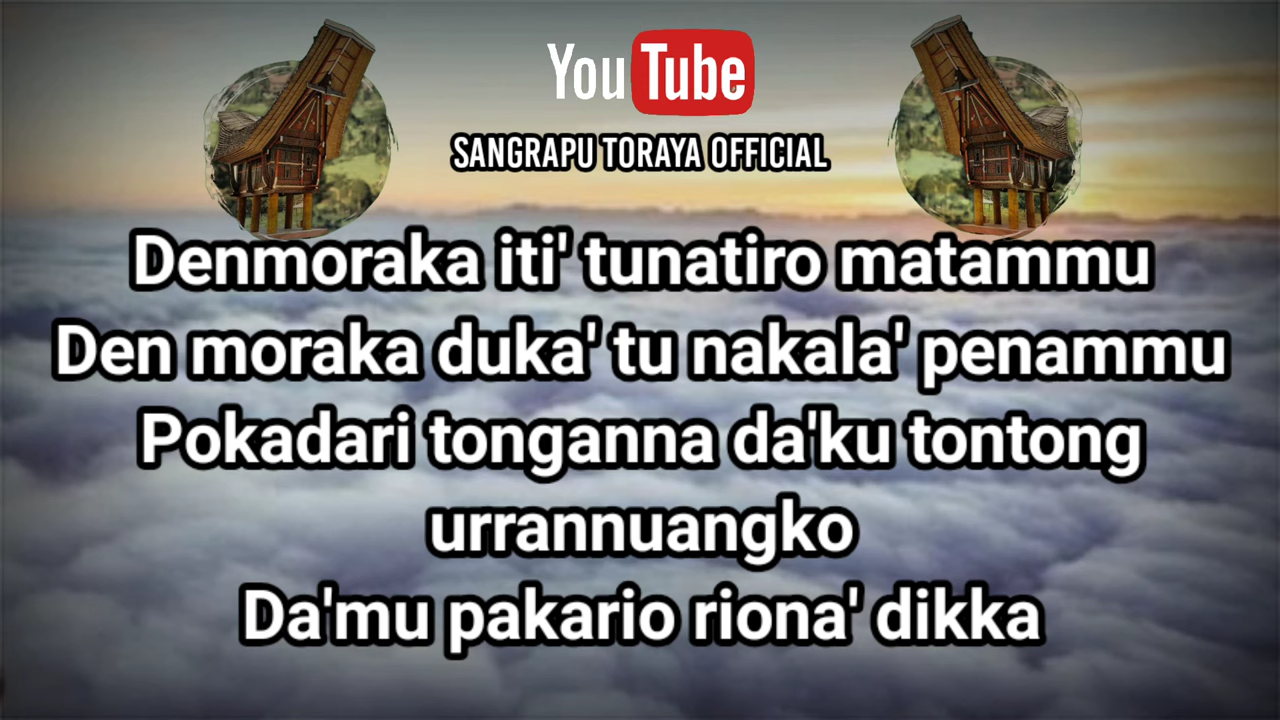 YouTube
SANGRAPU TORAYA OFFICIAL
Denmoraka iti' tunatiro matammu
Den moraka duka' tu nakala' penammu
Pokadari tonganna da'ku tontong
urrannuangko
Da'mu pakario riona' dikka